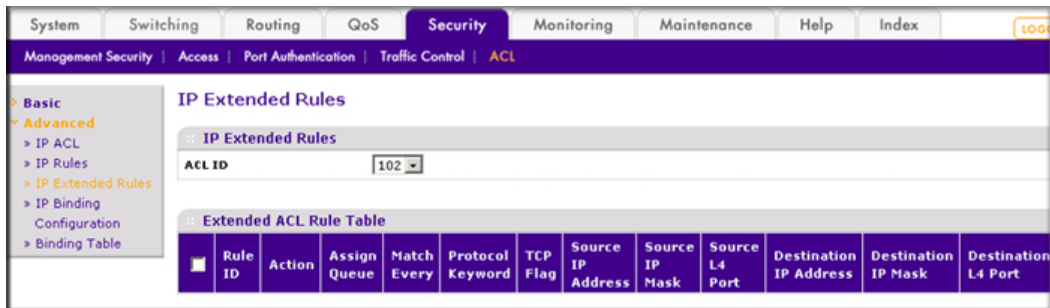 System Switching Routing QoS Security Monitoring Maintenance Help Index LOGO
Management Security | Access | Port Authentication | Traffic Control | ACL
Basic
Advanced
» IP ACL
» IP Rules
» IP Extended Rules
» IP Binding
Configuration
» Binding Table
IP Extended Rules
IP Extended Rules
ACL ID 102
Extended ACL Rule Table
Rule ID
Action
Assign Queue
Match Every
Protocol Keyword
TCP Flag
Source IP Address
Source IP Mask
Source L4 Port
Destination IP Address
Destination IP Mask
Destination L4 Port